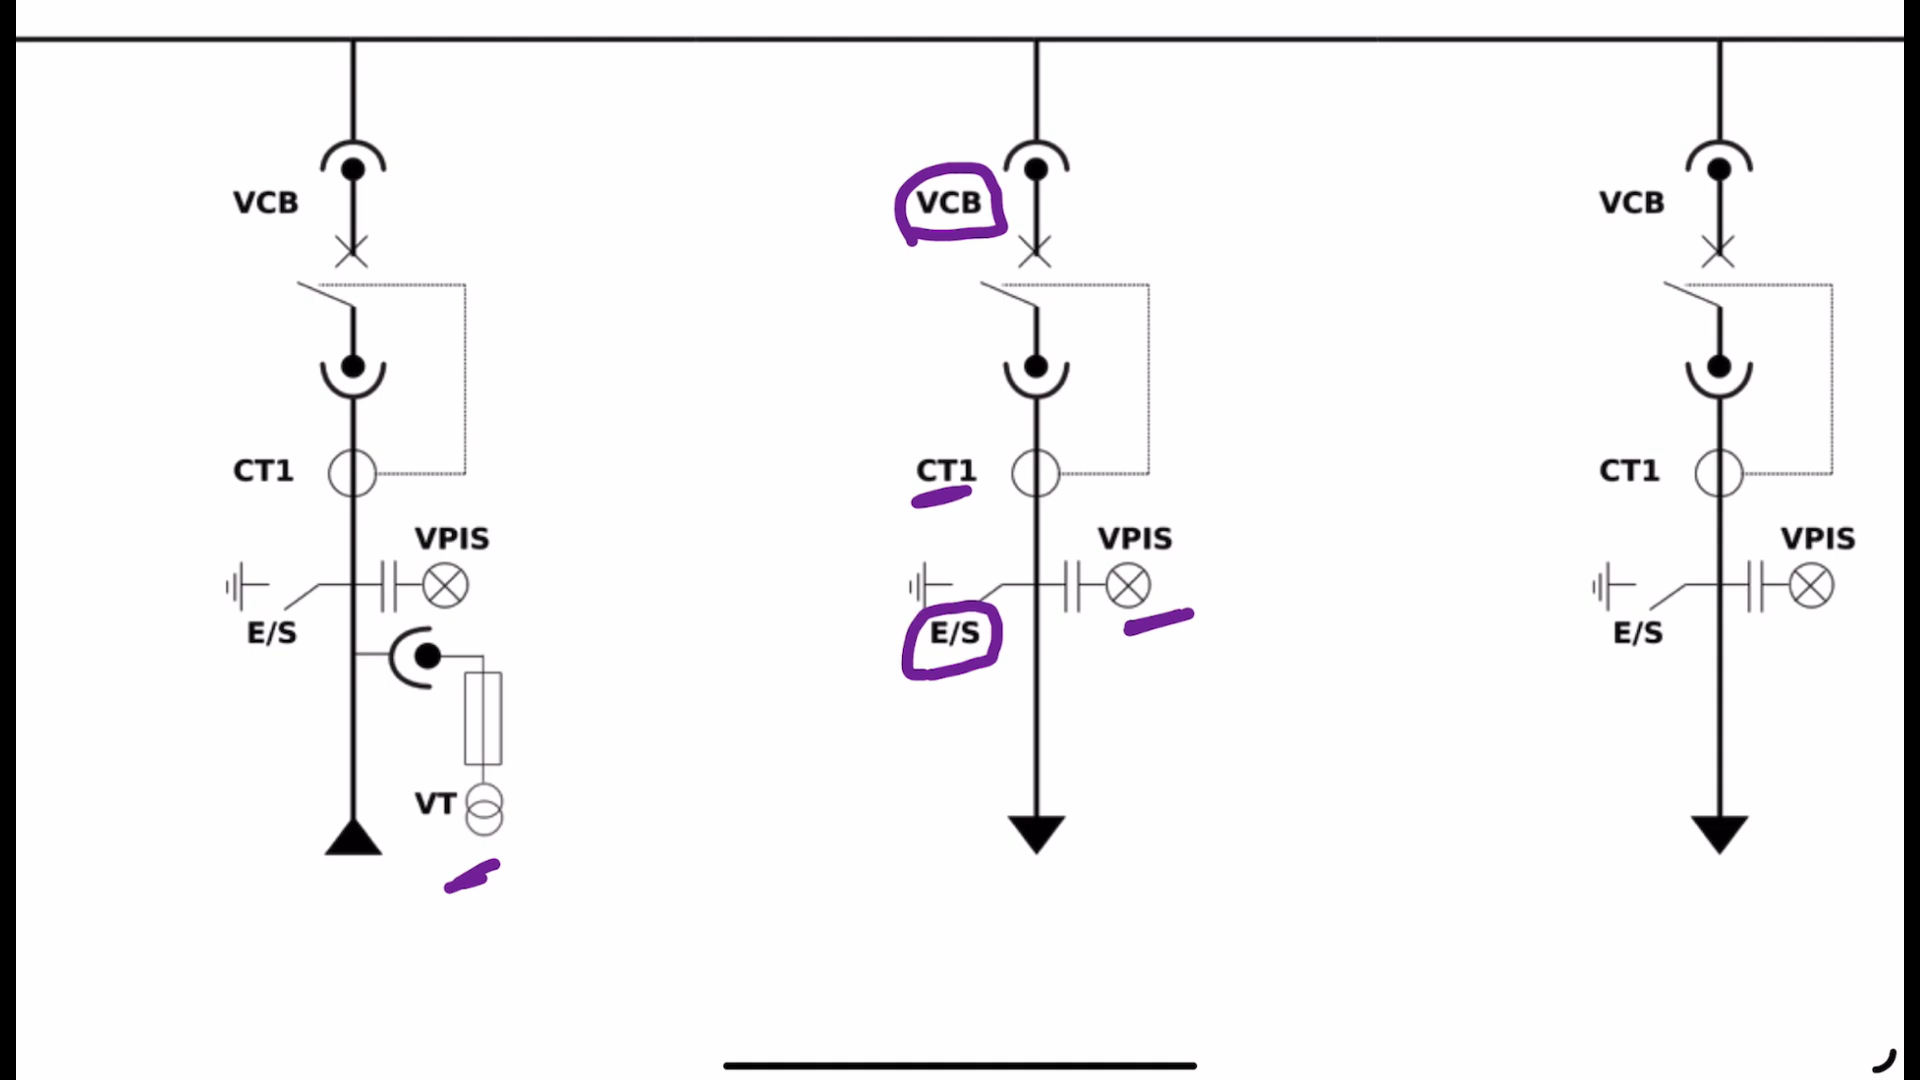 VCB VCB VCB
CT1 CT1 CT1
VPIS VPIS VPIS
E/S E/S E/S
VT